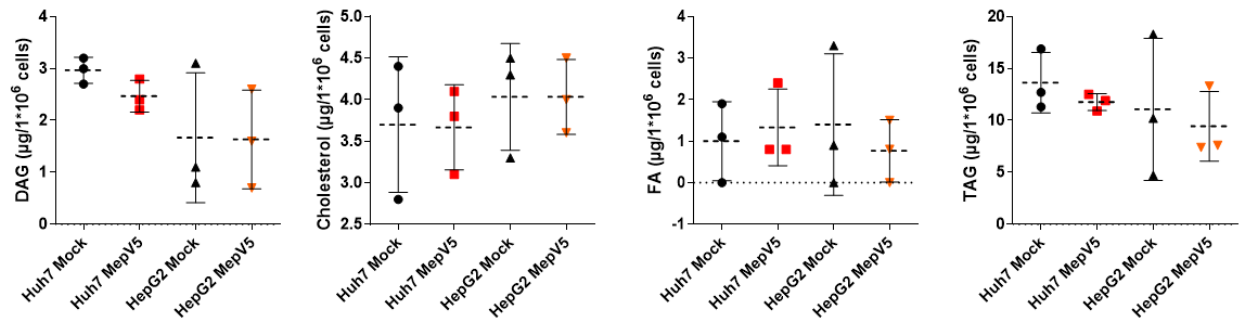 DAG (µg/1*10⁶ cells)
4
3
2
1
0
Huh7 Mock
Huh7 MepV5
HepG2 Mock
HepG2 MepV5
Cholesterol (µg/1*10⁶ cells)
4.5
4.0
3.5
3.0
2.5
Huh7 Mock
Huh7 MepV5
HepG2 Mock
HepG2 MepV5
FA (µg/1*10⁶ cells)
4
3
2
1
0
-1
Huh7 Mock
Huh7 MepV5
HepG2 Mock
HepG2 MepV5
TAG (µg/1*10⁶ cells)
20
15
10
5
0
Huh7 Mock
Huh7 MepV5
HepG2 Mock
HepG2 MepV5